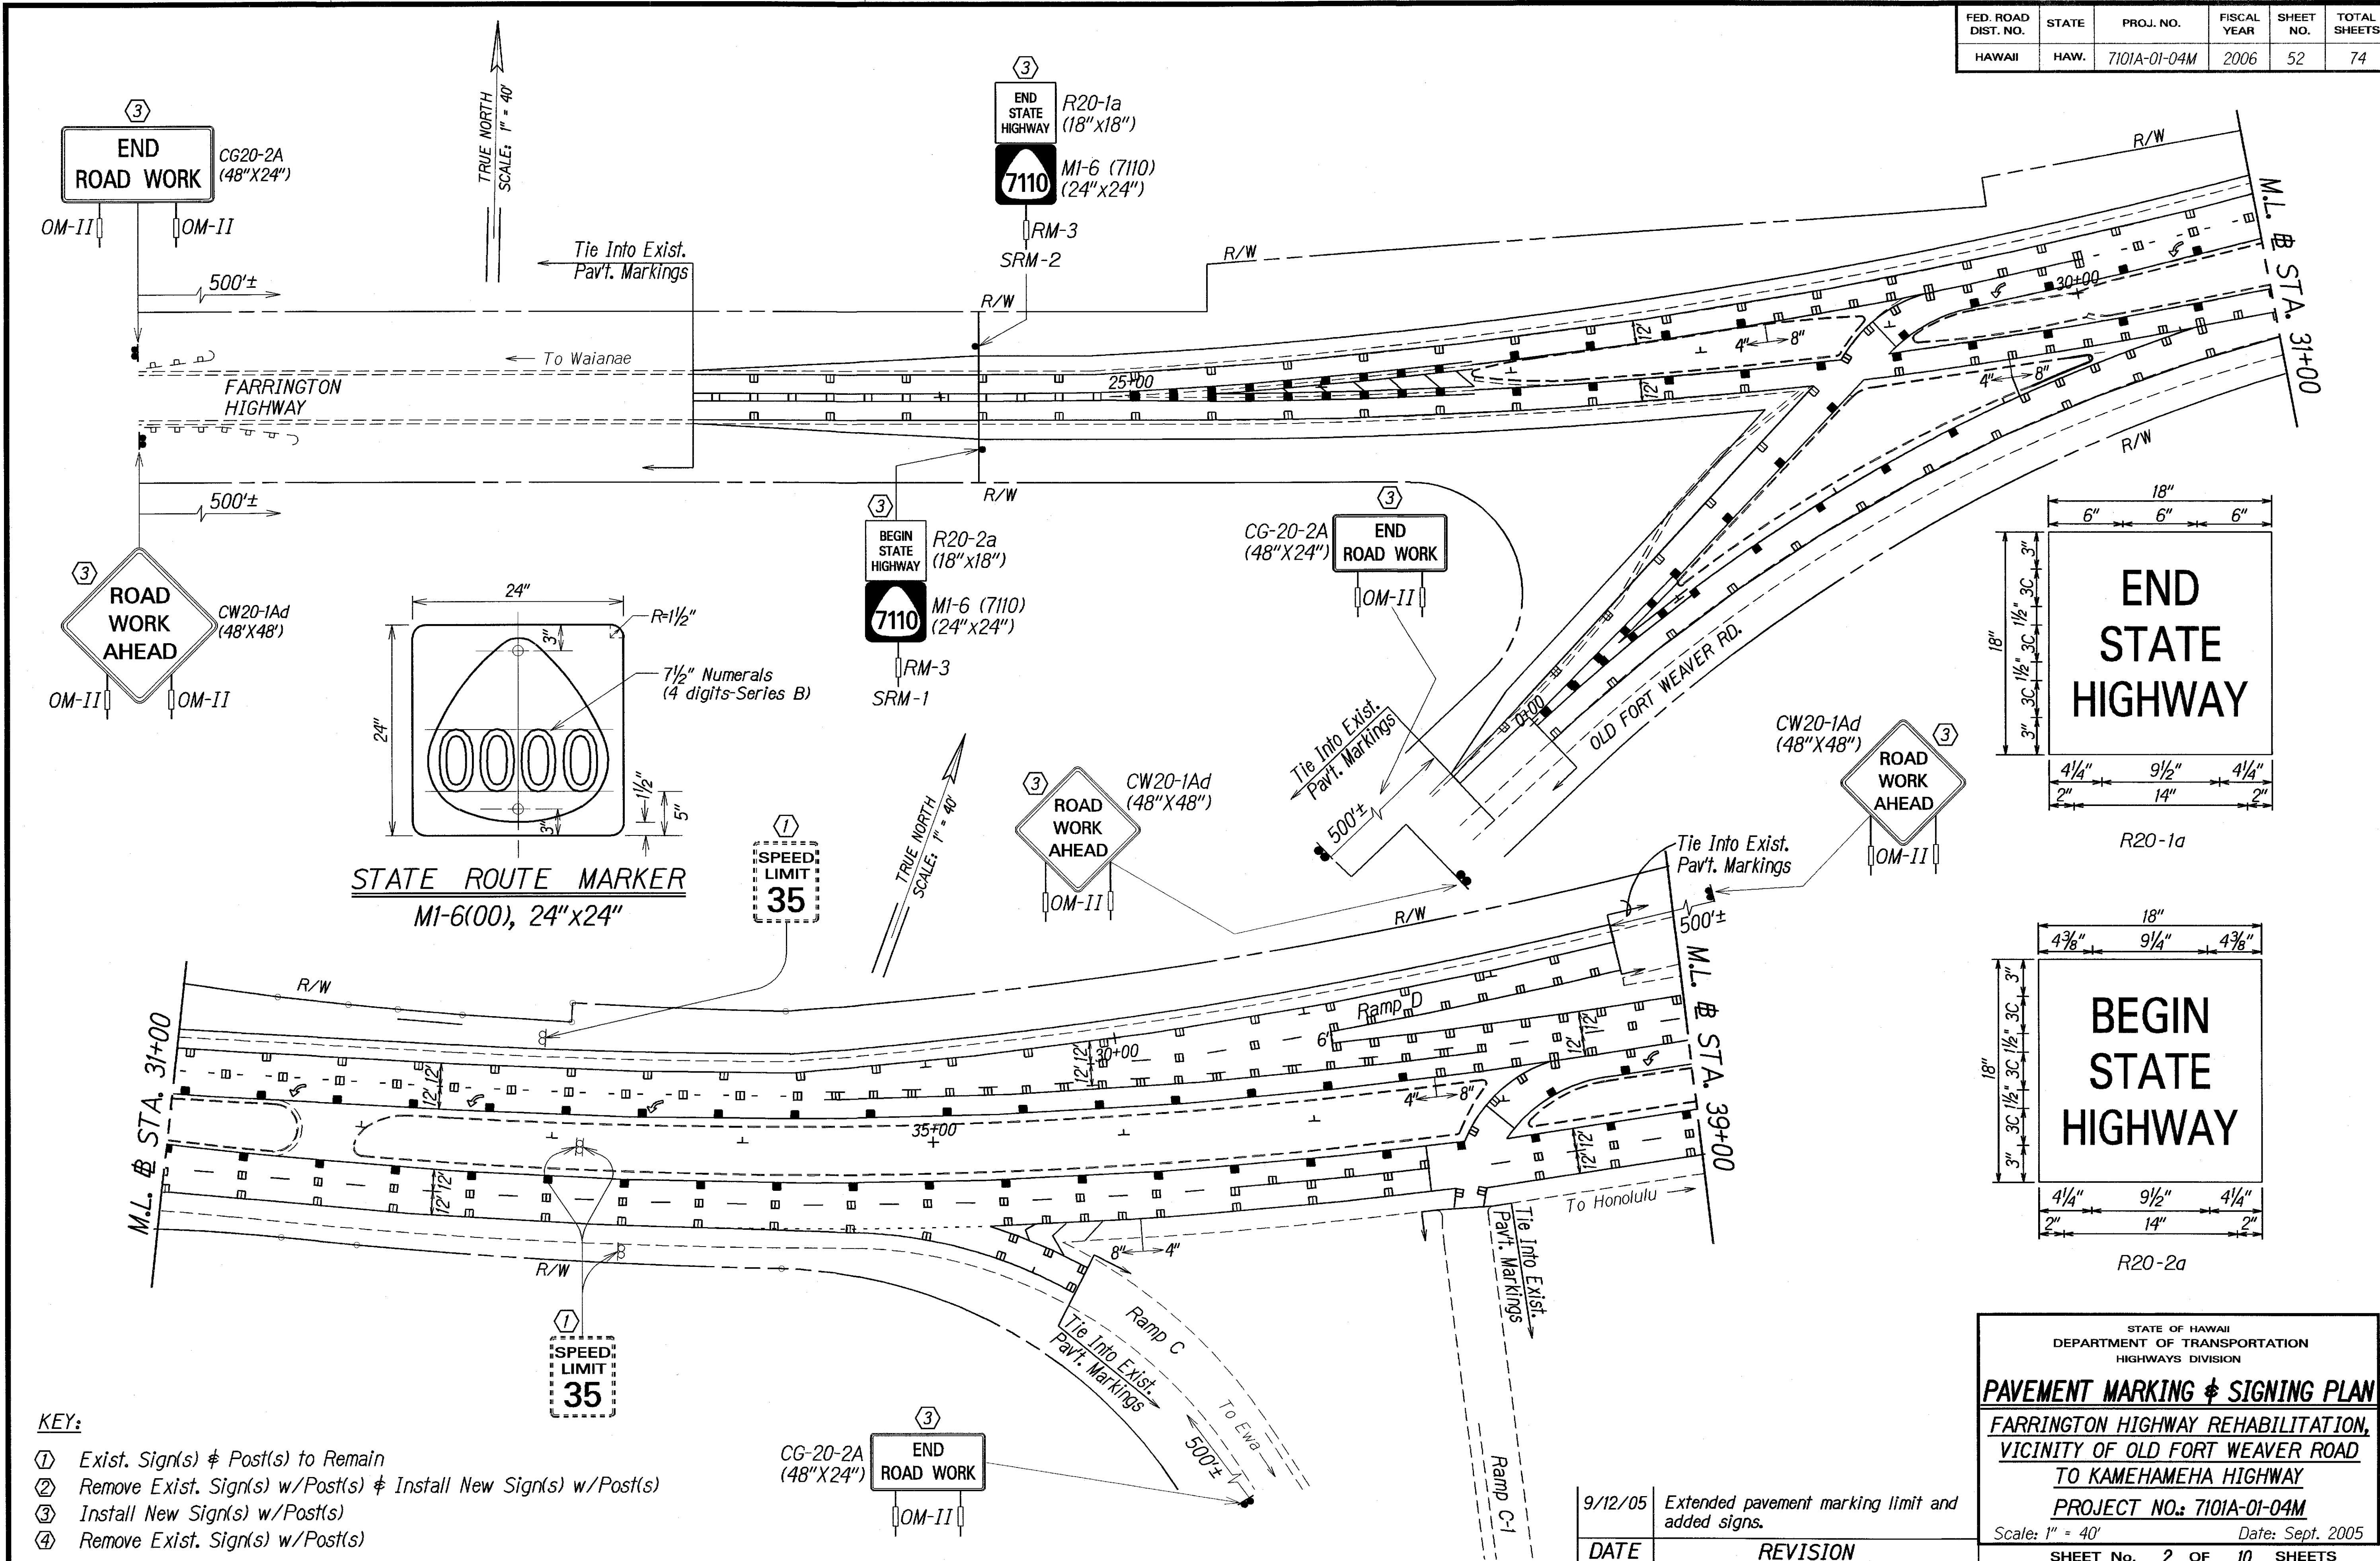 FED. ROAD DIST. NO. STATE PROJ. NO. FISCAL YEAR SHEET NO. TOTAL SHEETS
HAWAII HAW. 7101A-01-04M 2006 52 74
3
END
ROAD WORK
CG20-2A
(48"X24")
OM-II
OM-II
500'±
TRUE NORTH
SCALE: 1" = 40'
Tie Into Exist.
Pav't. Markings
3
END
STATE
HIGHWAY
R20-1a
(18"x18")
7110
M1-6 (7110)
(24"x24")
RM-3
SRM-2
R/W
R/W
R/W
M.L. B STA. 31+00
To Waianae
FARRINGTON
HIGHWAY
25+00
12'
12'
4"
8"
30+00
4"
8"
R/W
R/W
500'±
3
ROAD
WORK
AHEAD
CW20-1Ad
(48'X48')
OM-II
OM-II
24"
R=1½"
3"
7½" Numerals
(4 digits-Series B)
24"
0000
1½"
5"
3"
STATE ROUTE MARKER
M1-6(00), 24"x24"
3
BEGIN
STATE
HIGHWAY
R20-2a
(18"x18")
7110
M1-6 (7110)
(24"x24")
RM-3
SRM-1
3
CG-20-2A
(48"X24")
END
ROAD WORK
OM-II
0+00
OLD FORT WEAVER RD.
Tie Into Exist.
Pav't. Markings
500'±
18"
6" 6" 6"
18"
3" 3C 1½" 3C 1½" 3C 3"
END
STATE
HIGHWAY
4¼" 9½" 4¼"
2" 14" 2"
R20-1a
TRUE NORTH
SCALE: 1" = 40'
3
ROAD
WORK
AHEAD
CW20-1Ad
(48"X48")
OM-II
CW20-1Ad
(48"X48")
3
ROAD
WORK
AHEAD
OM-II
Tie Into Exist.
Pav't. Markings
500'±
1
SPEED
LIMIT
35
R/W
R/W
M.L. B STA. 31+00
12' 12'
12' 12'
30+00
12' 12'
35+00
Ramp D
6'
12'
12'
4"
8"
12' 12'
M.L. B STA. 39+00
To Honolulu
R/W
8"
4"
Ramp C
Tie Into Exist.
Pav't. Markings
To Ewa
500'±
Tie Into Exist.
Pav't. Markings
Ramp C-1
1
SPEED
LIMIT
35
3
CG-20-2A
(48"X24")
END
ROAD WORK
OM-II
18"
4⅜" 9¼" 4⅜"
18"
3" 3C 1½" 3C 1½" 3C 3"
BEGIN
STATE
HIGHWAY
4¼" 9½" 4¼"
2" 14" 2"
R20-2a
KEY:
1 Exist. Sign(s) & Post(s) to Remain
2 Remove Exist. Sign(s) w/Post(s) & Install New Sign(s) w/Post(s)
3 Install New Sign(s) w/Post(s)
4 Remove Exist. Sign(s) w/Post(s)
9/12/05 Extended pavement marking limit and
added signs.
DATE REVISION
STATE OF HAWAII
DEPARTMENT OF TRANSPORTATION
HIGHWAYS DIVISION
PAVEMENT MARKING & SIGNING PLAN
FARRINGTON HIGHWAY REHABILITATION,
VICINITY OF OLD FORT WEAVER ROAD
TO KAMEHAMEHA HIGHWAY
PROJECT NO.: 7101A-01-04M
Scale: 1" = 40' Date: Sept. 2005
SHEET No. 2 OF 10 SHEETS